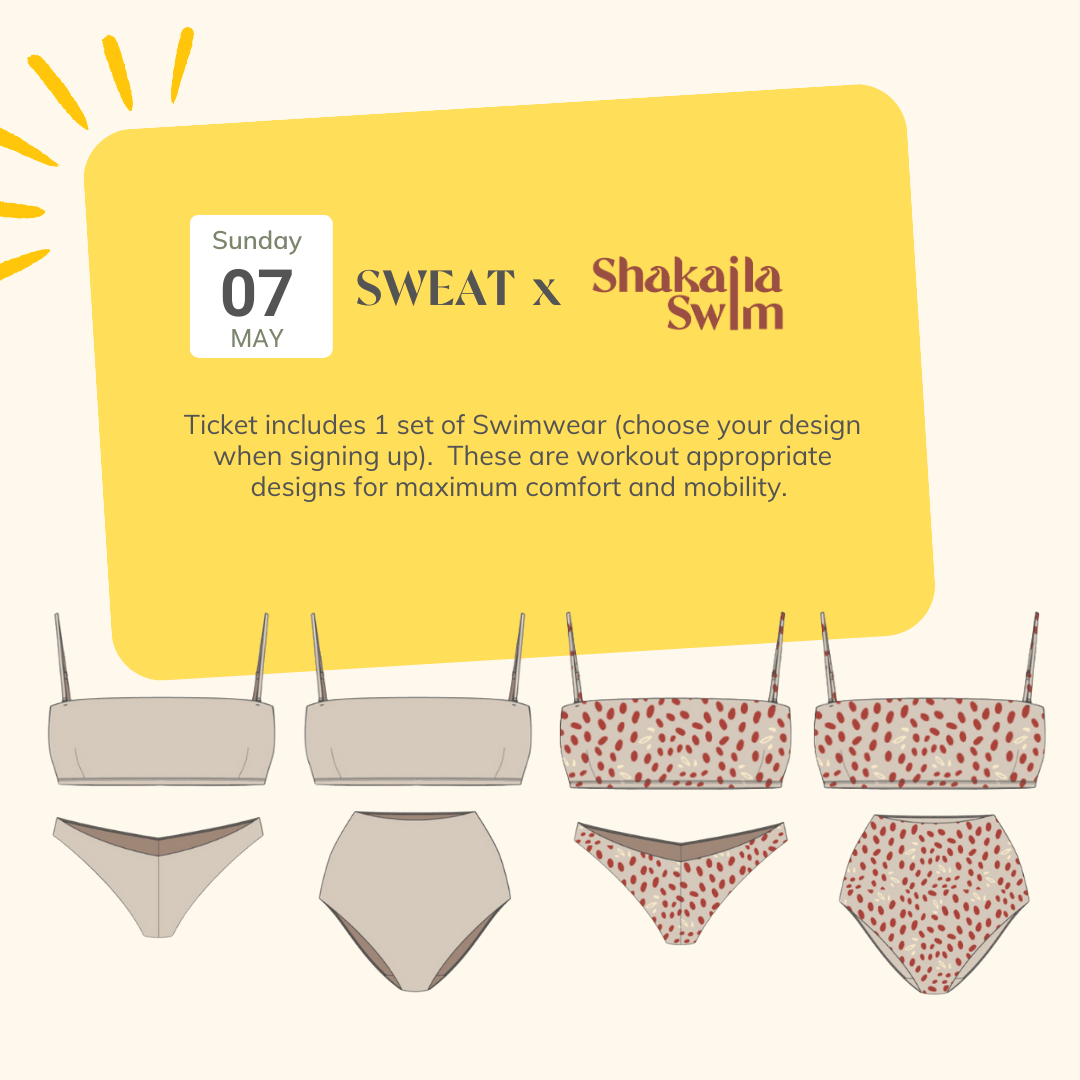 Sunday
07
MAY
SWEAT x
Shakaila
Swim
Ticket includes 1 set of Swimwear (choose your design
when signing up).  These are workout appropriate
designs for maximum comfort and mobility.